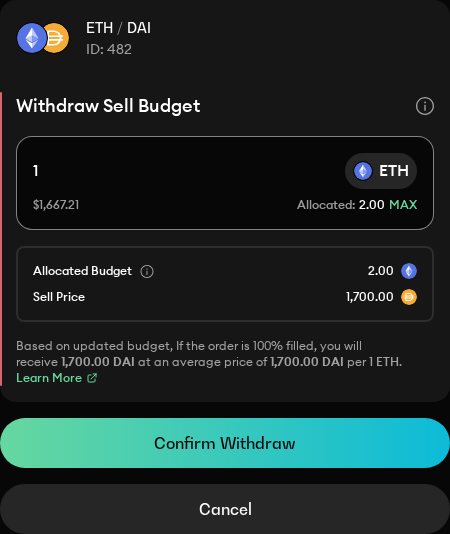 ETH / DAI
ID: 482
Withdraw Sell Budget
1
ETH
$1,667.21
Allocated: 2.00 MAX
Allocated Budget
2.00
Sell Price
1,700.00
Based on updated budget, If the order is 100% filled, you will
receive 1,700.00 DAI at an average price of 1,700.00 DAI per 1 ETH.
Learn More
Confirm Withdraw
Cancel